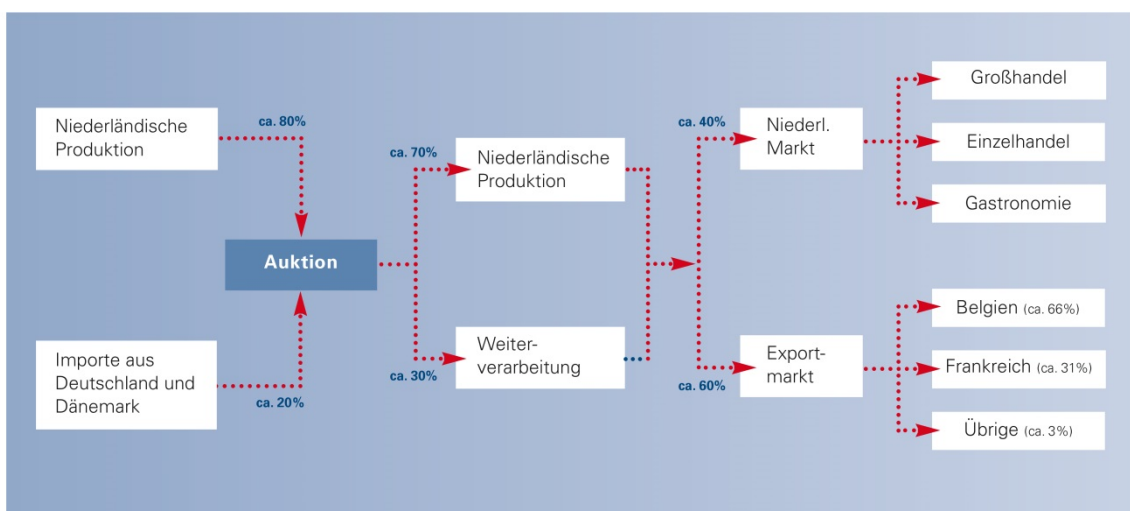 Niederländische
Produktion
ca. 80%
Importe aus
Deutschland und
Dänemark
ca. 20%
Auktion
ca. 70%
Niederländische
Produktion
ca. 30%
Weiter-
verarbeitung
ca. 40%
Niederl.
Markt
ca. 60%
Export-
markt
Großhandel
Einzelhandel
Gastronomie
Belgien (ca. 66%)
Frankreich (ca. 31%)
Übrige (ca. 3%)